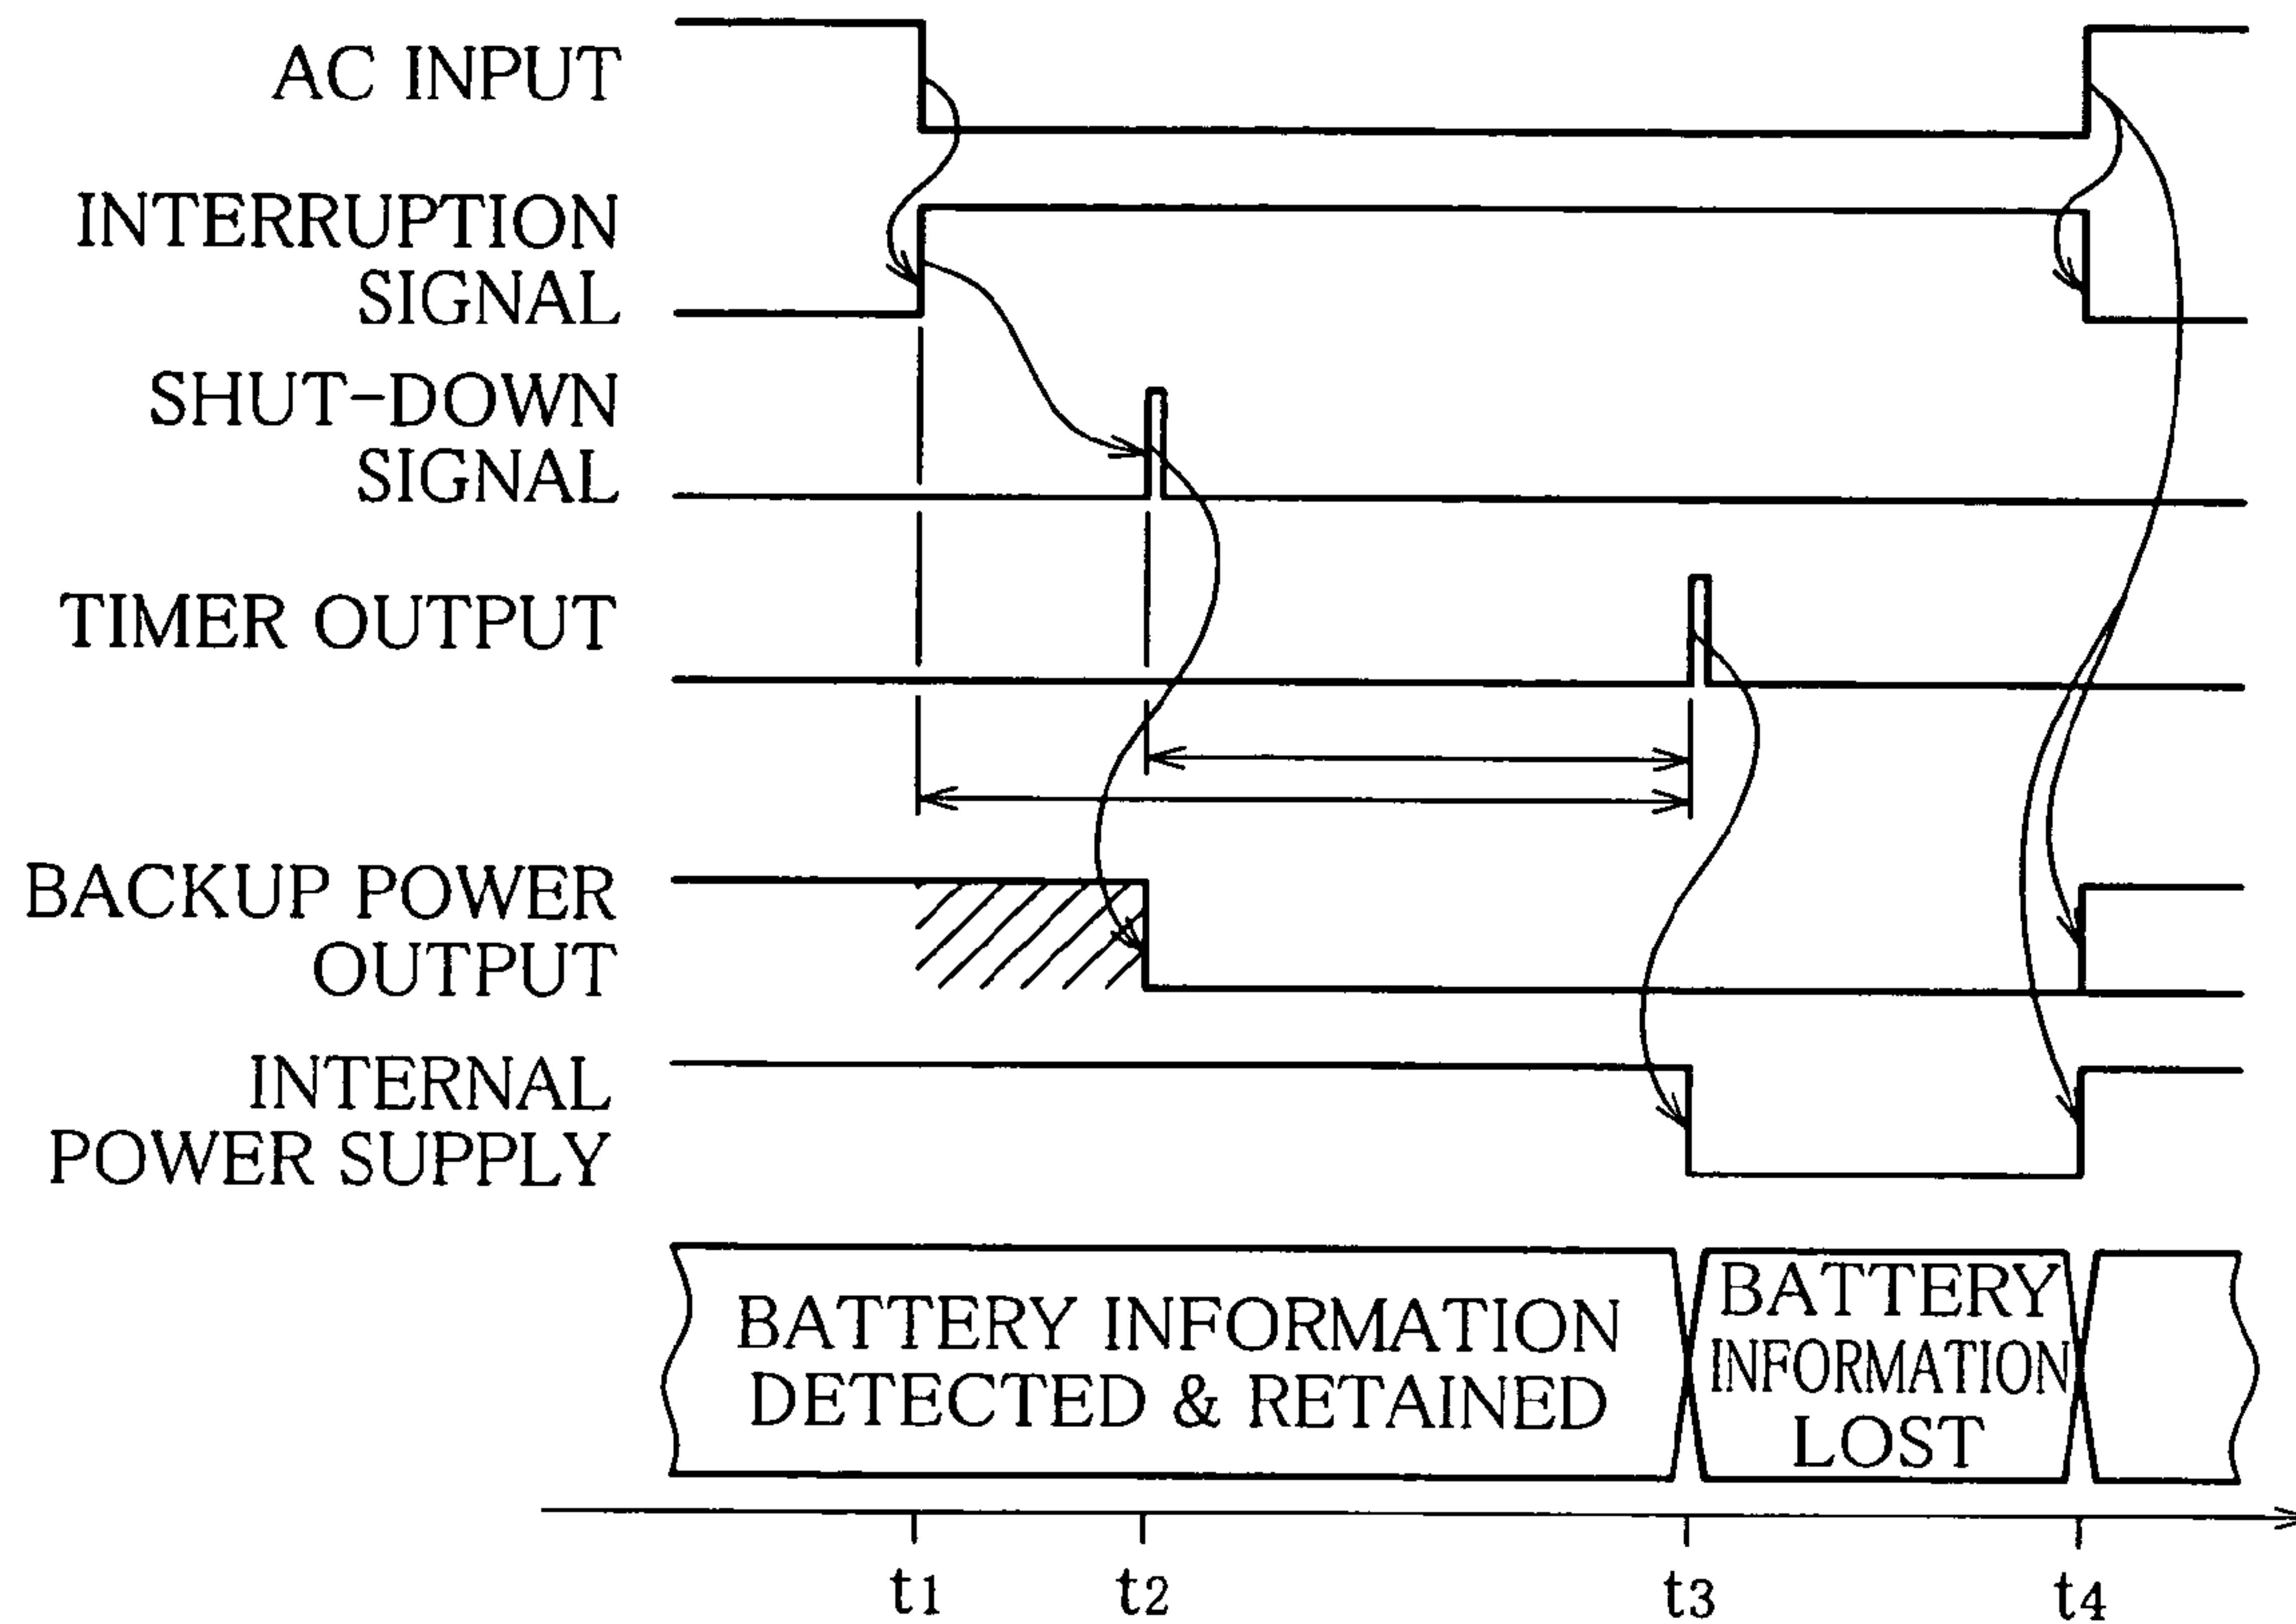 AC INPUT
INTERRUPTION
SIGNAL
SHUT-DOWN
SIGNAL
TIMER OUTPUT
BACKUP POWER
OUTPUT
INTERNAL
POWER SUPPLY
BATTERY INFORMATION
DETECTED & RETAINED
BATTERY
INFORMATION
LOST
t1 t2 t3 t4